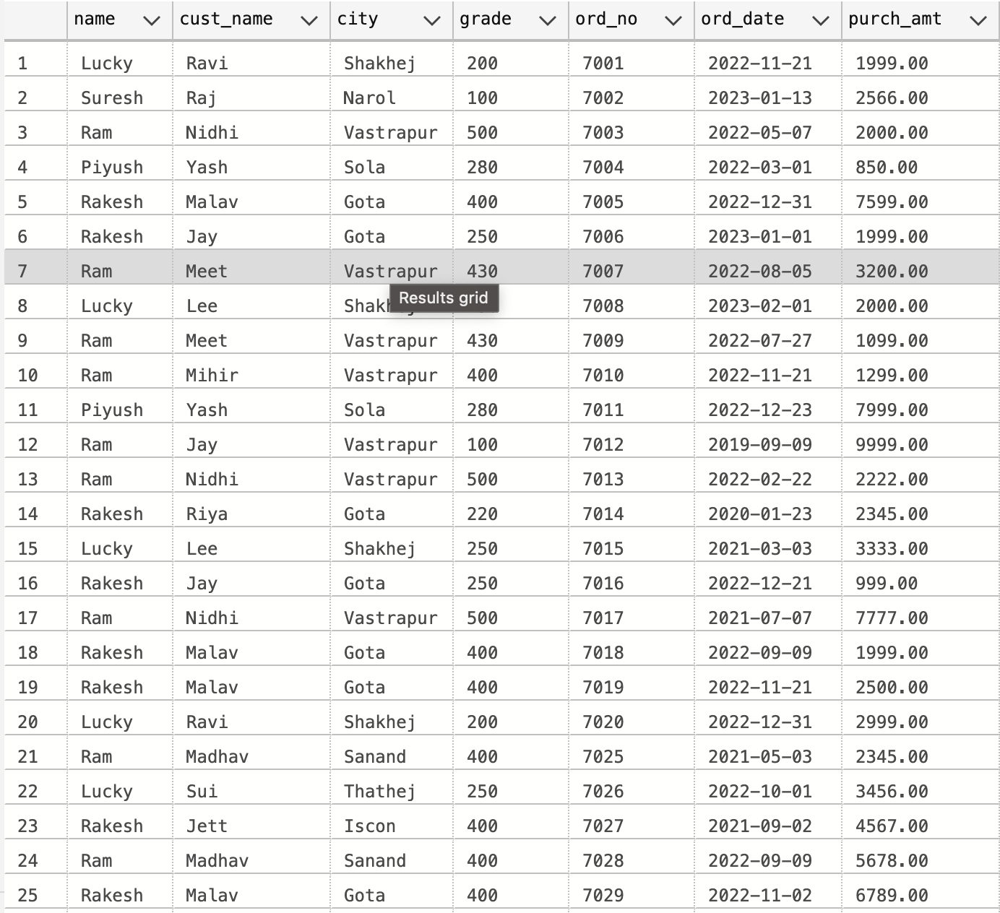 name cust_name city grade ord_no ord_date purch_amt
1 Lucky Ravi Shakhej 200 7001 2022-11-21 1999.00
2 Suresh Raj Narol 100 7002 2023-01-13 2566.00
3 Ram Nidhi Vastrapur 500 7003 2022-05-07 2000.00
4 Piyush Yash Sola 280 7004 2022-03-01 850.00
5 Rakesh Malav Gota 400 7005 2022-12-31 7599.00
6 Rakesh Jay Gota 250 7006 2023-01-01 1999.00
7 Ram Meet Vastrapur 430 7007 2022-08-05 3200.00
Results grid
8 Lucky Lee 7008 2023-02-01 2000.00
9 Ram Meet Vastrapur 430 7009 2022-07-27 1099.00
10 Ram Mihir Vastrapur 400 7010 2022-11-21 1299.00
11 Piyush Yash Sola 280 7011 2022-12-23 7999.00
12 Ram Jay Vastrapur 100 7012 2019-09-09 9999.00
13 Ram Nidhi Vastrapur 500 7013 2022-02-22 2222.00
14 Rakesh Riya Gota 220 7014 2020-01-23 2345.00
15 Lucky Lee Shakhej 250 7015 2021-03-03 3333.00
16 Rakesh Jay Gota 250 7016 2022-12-21 999.00
17 Ram Nidhi Vastrapur 500 7017 2021-07-07 7777.00
18 Rakesh Malav Gota 400 7018 2022-09-09 1999.00
19 Rakesh Malav Gota 400 7019 2022-11-21 2500.00
20 Lucky Ravi Shakhej 200 7020 2022-12-31 2999.00
21 Ram Madhav Sanand 400 7025 2021-05-03 2345.00
22 Lucky Sui Thathej 250 7026 2022-10-01 3456.00
23 Rakesh Jett Iscon 400 7027 2021-09-02 4567.00
24 Ram Madhav Sanand 400 7028 2022-09-09 5678.00
25 Rakesh Malav Gota 400 7029 2022-11-02 6789.00